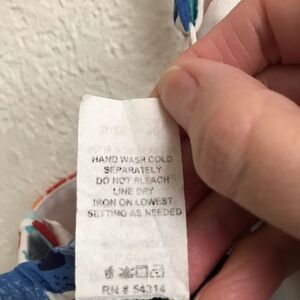 HAND WASH COLD
SEPARATELY
DO NOT BLEACH
LINE DRY
IRON ON LOWEST
SETTING AS NEEDED
RN # 54314